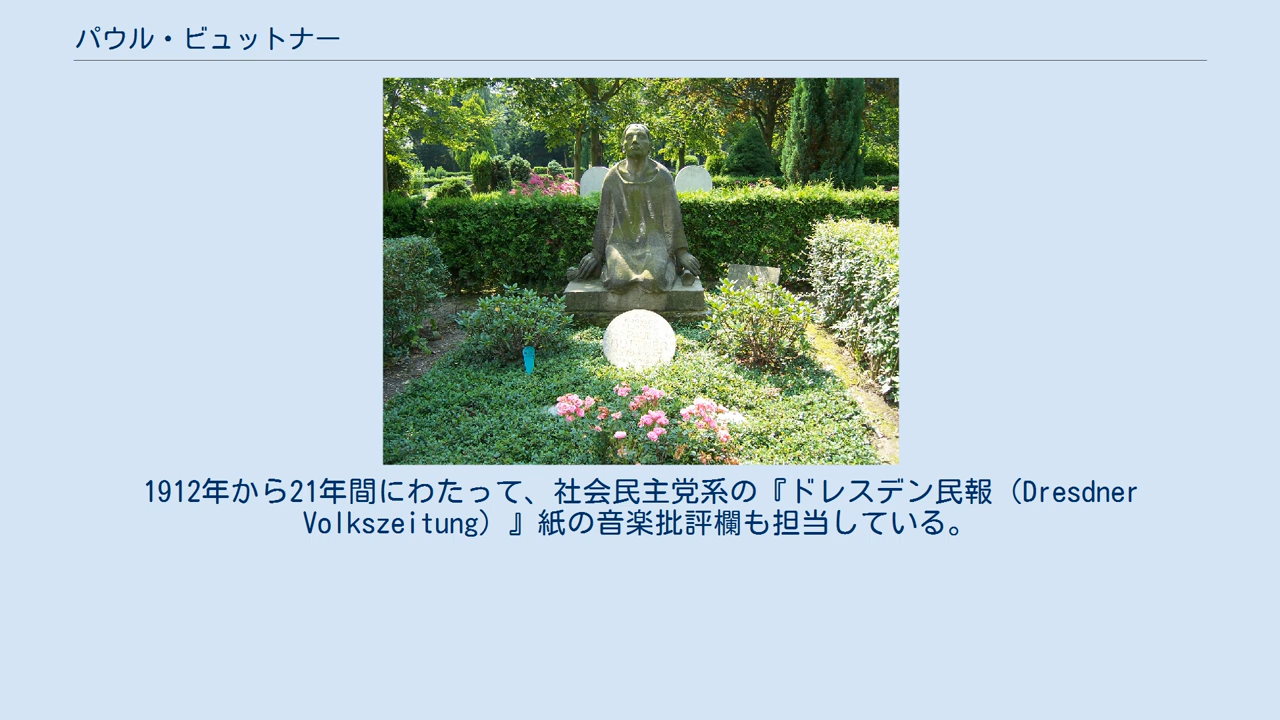 パウル・ビュットナー
1912年から21年間にわたって、社会民主党系の『ドレスデン民報（Dresdner
Volkszeitung）』紙の音楽批評欄も担当している。